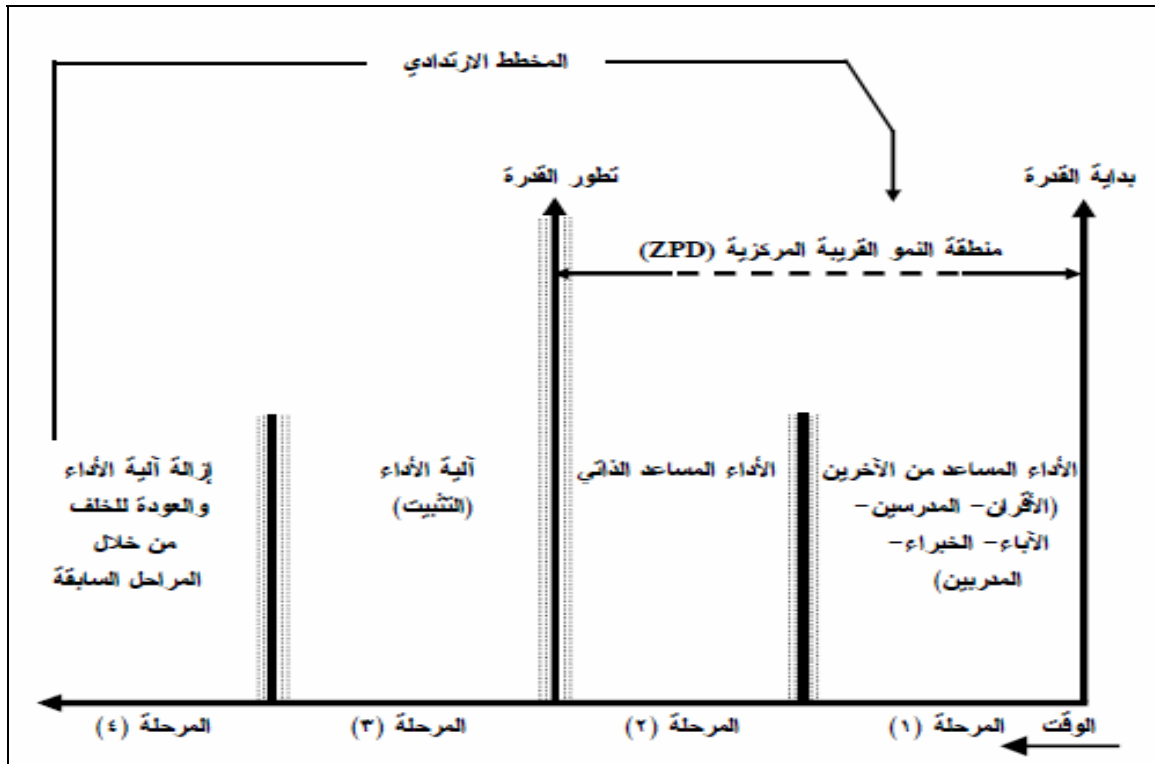 المخطط الارتدادي
بداية القدرة
تطور القدرة
منطقة النمو القريبة المركزية (ZPD)
الأداء المساعد من الآخرين
(الأقران- المدرسين-
الآباء- الخبراء-
المدربين)
الأداء المساعد الذاتي
آلية الأداء
(التثبيت)
إزالة آلية الأداء
والعودة للخلف
من خلال
المراحل السابقة
الوقت
المرحلة (١)
المرحلة (٢)
المرحلة (٣)
المرحلة (٤)